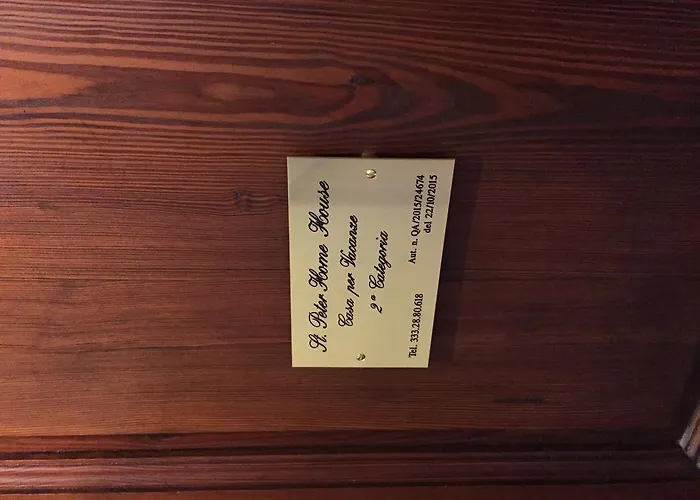 St. Peter Home House
Casa per Vacanze
2ª Categoria
Aut. n. QA/2015/24674
Tel. 333.28.80.618
del 22/10/2015